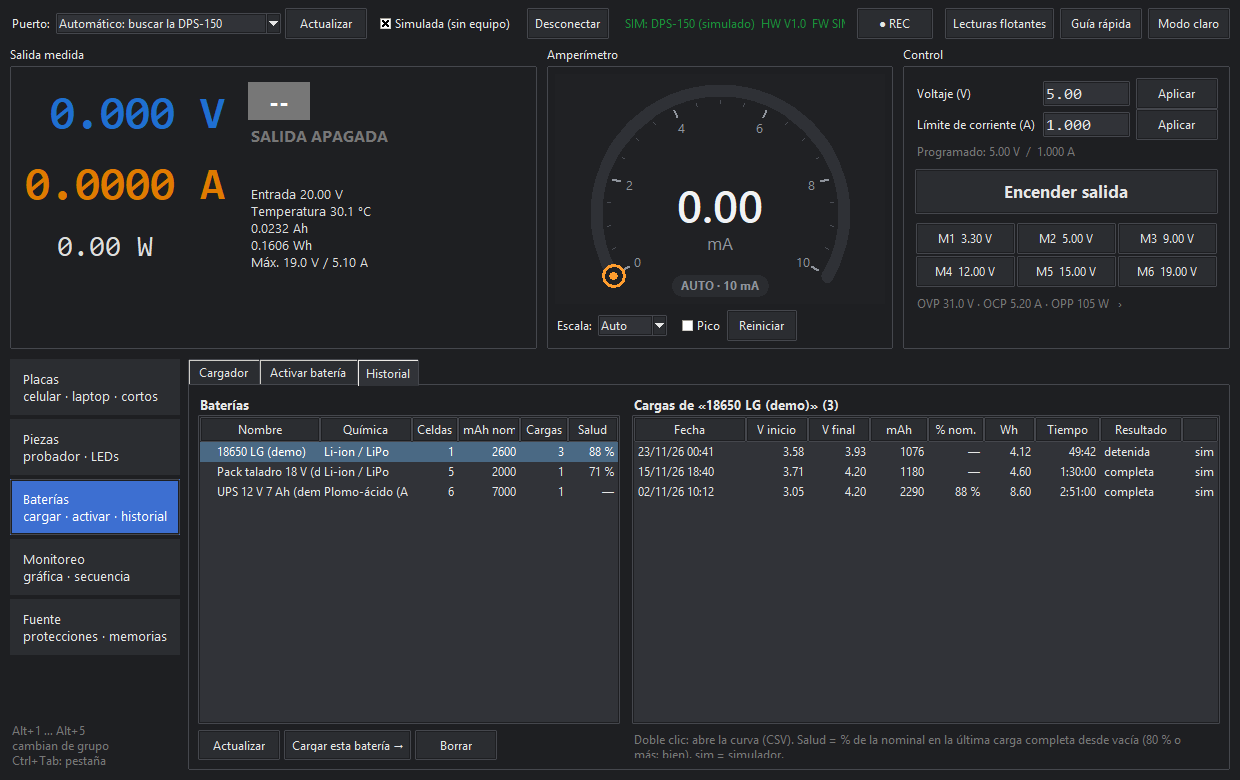 Puerto: Automático: buscar la DPS-150 Actualizar Simulada (sin equipo) Desconectar SIM: DPS-150 (simulado) HW V1.0 FW SIM ● REC Lecturas flotantes Guía rápida Modo claro
Salida medida
0.000 V
--
SALIDA APAGADA
0.0000 A
0.00 W
Entrada 20.00 V
Temperatura 30.1 °C
0.0232 Ah
0.1606 Wh
Máx. 19.0 V / 5.10 A
Amperímetro
0 2 4 6 8 10
0.00
mA
AUTO · 10 mA
Escala: Auto Pico Reiniciar
Control
Voltaje (V) 5.00 Aplicar
Límite de corriente (A) 1.000 Aplicar
Programado: 5.00 V / 1.000 A
Encender salida
M1 3.30 V M2 5.00 V M3 9.00 V
M4 12.00 V M5 15.00 V M6 19.00 V
OVP 31.0 V · OCP 5.20 A · OPP 105 W ›
Placas
celular · laptop · cortos
Piezas
probador · LEDs
Baterías
cargar · activar · historial
Monitoreo
gráfica · secuencia
Fuente
protecciones · memorias
Alt+1 ... Alt+5
cambian de grupo
Ctrl+Tab: pestaña
Cargador Activar batería Historial
Baterías
Nombre Química Celdas mAh nom Cargas Salud
18650 LG (demo) Li-ion / LiPo 1 2600 3 88 %
Pack taladro 18 V (d Li-ion / LiPo 5 2000 1 71 %
UPS 12 V 7 Ah (dem Plomo-ácido (A 6 7000 1 —
Actualizar Cargar esta batería → Borrar
Cargas de «18650 LG (demo)» (3)
Fecha V inicio V final mAh % nom. Wh Tiempo Resultado
23/11/26 00:41 3.58 3.93 1076 — 4.12 49:42 detenida sim
15/11/26 18:40 3.71 4.20 1180 — 4.60 1:30:00 completa sim
02/11/26 10:12 3.05 4.20 2290 88 % 8.60 2:51:00 completa sim
Doble clic: abre la curva (CSV). Salud = % de la nominal en la última carga completa desde vacía (80 % o
más: bien). sim = simulador.